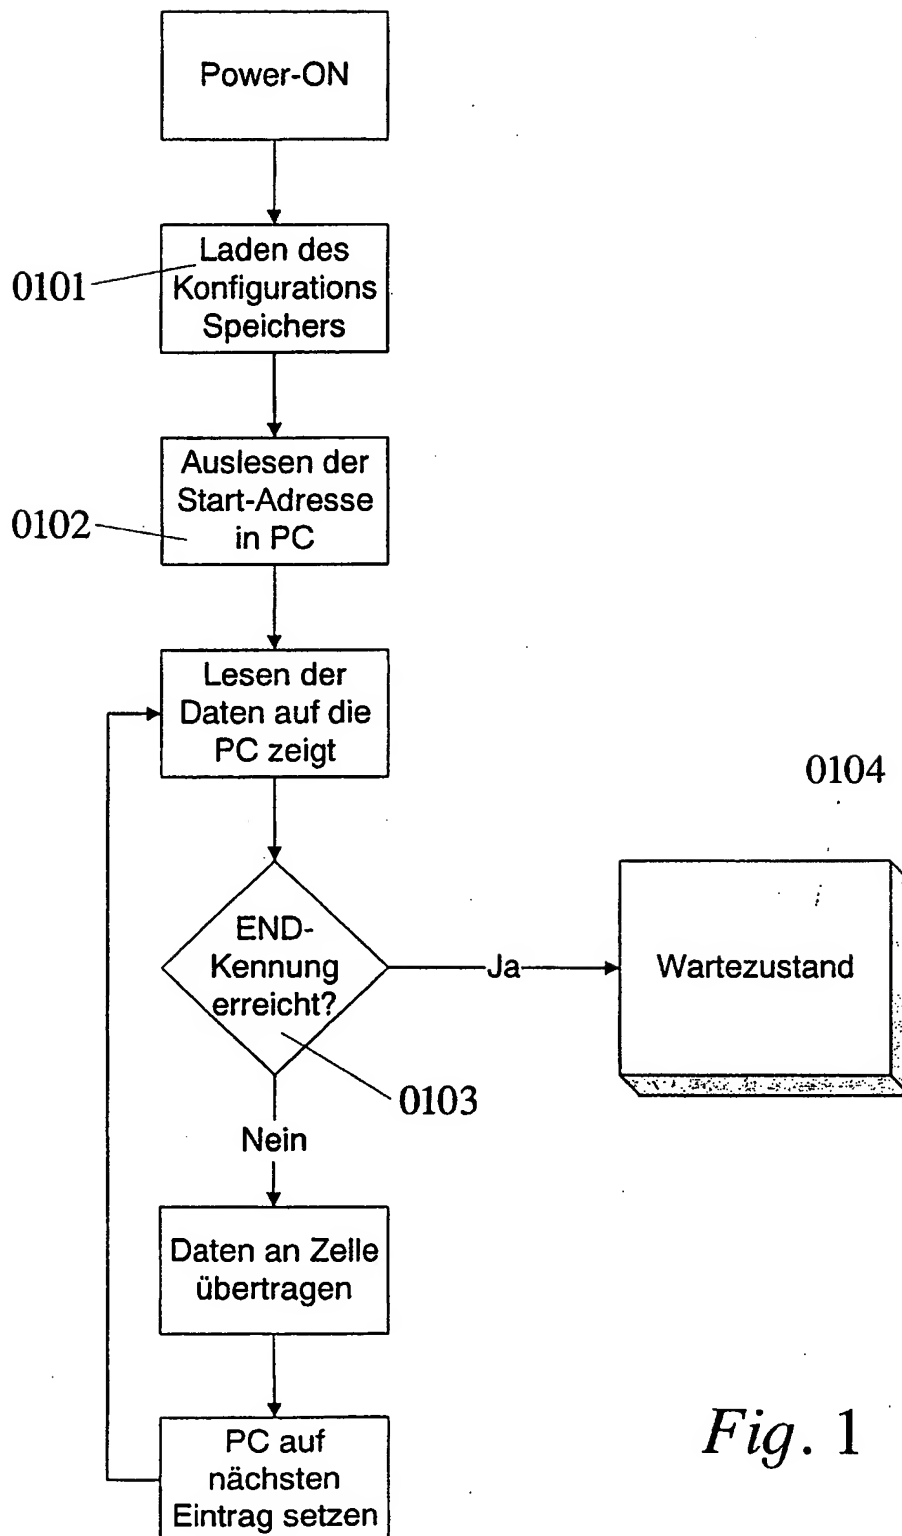 Power-ON
0101
Laden des
Konfigurations
Speichers
0102
Auslesen der
Start-Adresse
in PC
Lesen der
Daten auf die
PC zeigt
0104
END-
Kennung
erreicht?
Ja
Wartezustand
0103
Nein
Daten an Zelle
übertragen
PC auf
nächsten
Eintrag setzen
Fig. 1